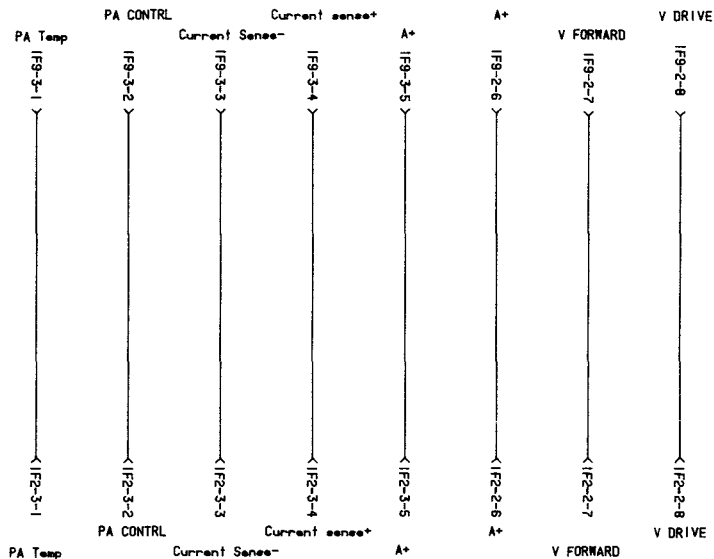 PA CONTRL Current sense+ A+ V DRIVE
PA Temp Current Sense- A+ V FORWARD
IF9-3-1 IF9-3-2 IF9-3-3 IF9-3-4 IF9-3-5 IF9-2-6 IF9-2-7 IF9-2-8
IF2-3-1 IF2-3-2 IF2-3-3 IF2-3-4 IF2-3-5 IF2-2-6 IF2-2-7 IF2-2-8
PA CONTRL Current sense+ A+ V DRIVE
PA Temp Current Sense- A+ V FORWARD